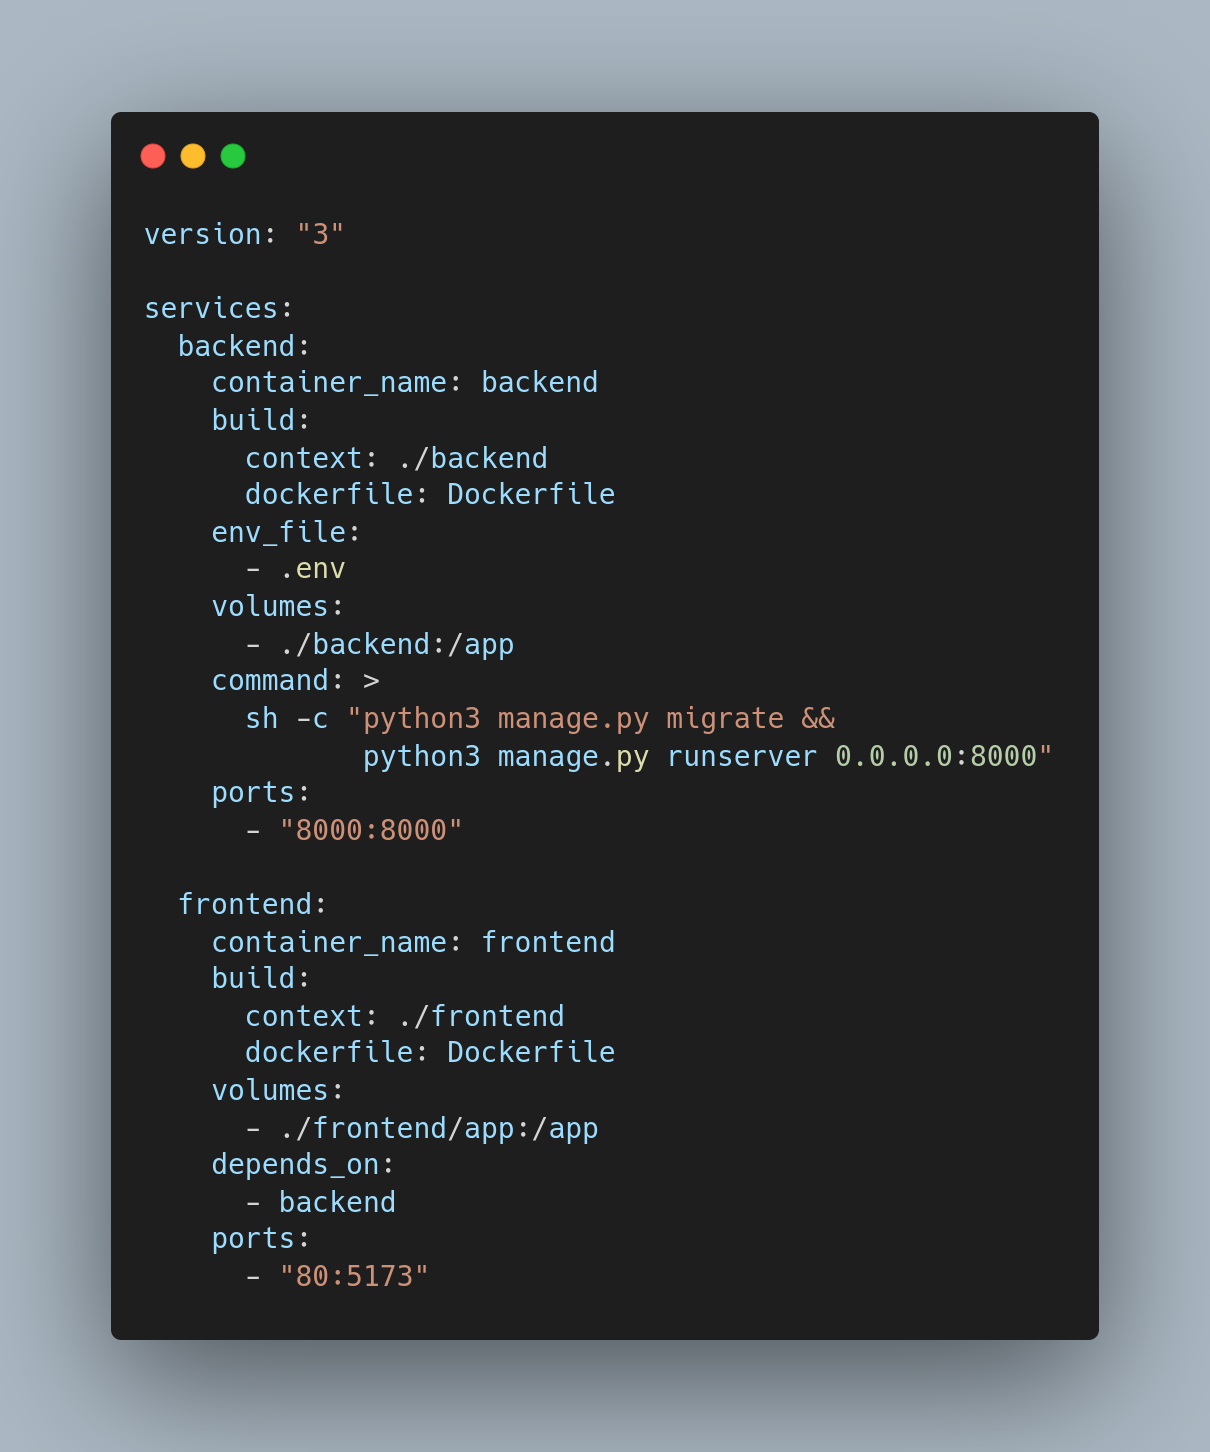 version: "3"

services:
  backend:
    container_name: backend
    build:
      context: ./backend
      dockerfile: Dockerfile
    env_file:
      - .env
    volumes:
      - ./backend:/app
    command: >
      sh -c "python3 manage.py migrate &&
             python3 manage.py runserver 0.0.0.0:8000"
    ports:
      - "8000:8000"

  frontend:
    container_name: frontend
    build:
      context: ./frontend
      dockerfile: Dockerfile
    volumes:
      - ./frontend/app:/app
    depends_on:
      - backend
    ports:
      - "80:5173"